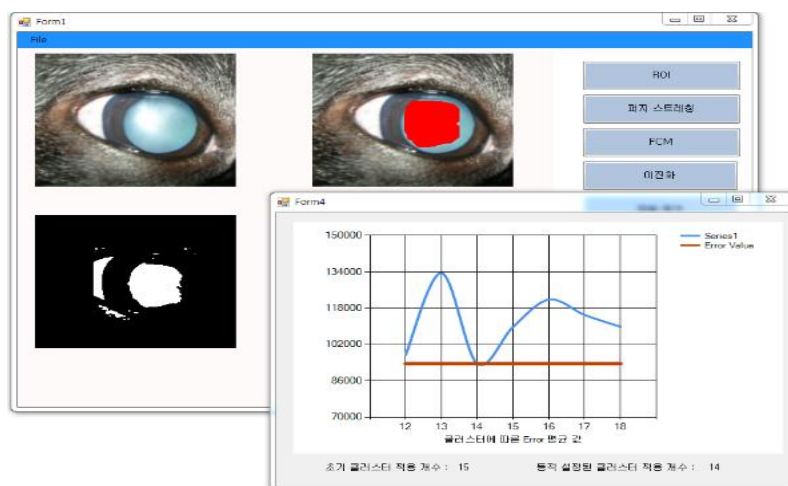 Form1
File
ROI
퍼지 스트레칭
FCM
이진화
Form4
150000
134000
118000
102000
86000
70000
12 13 14 15 16 17 18
클러스터에 따른 Error 평균 값
Series1
Error Value
초기 클러스터 적용 개수 : 15
동적 설정된 클러스터 적용 개수 : 14